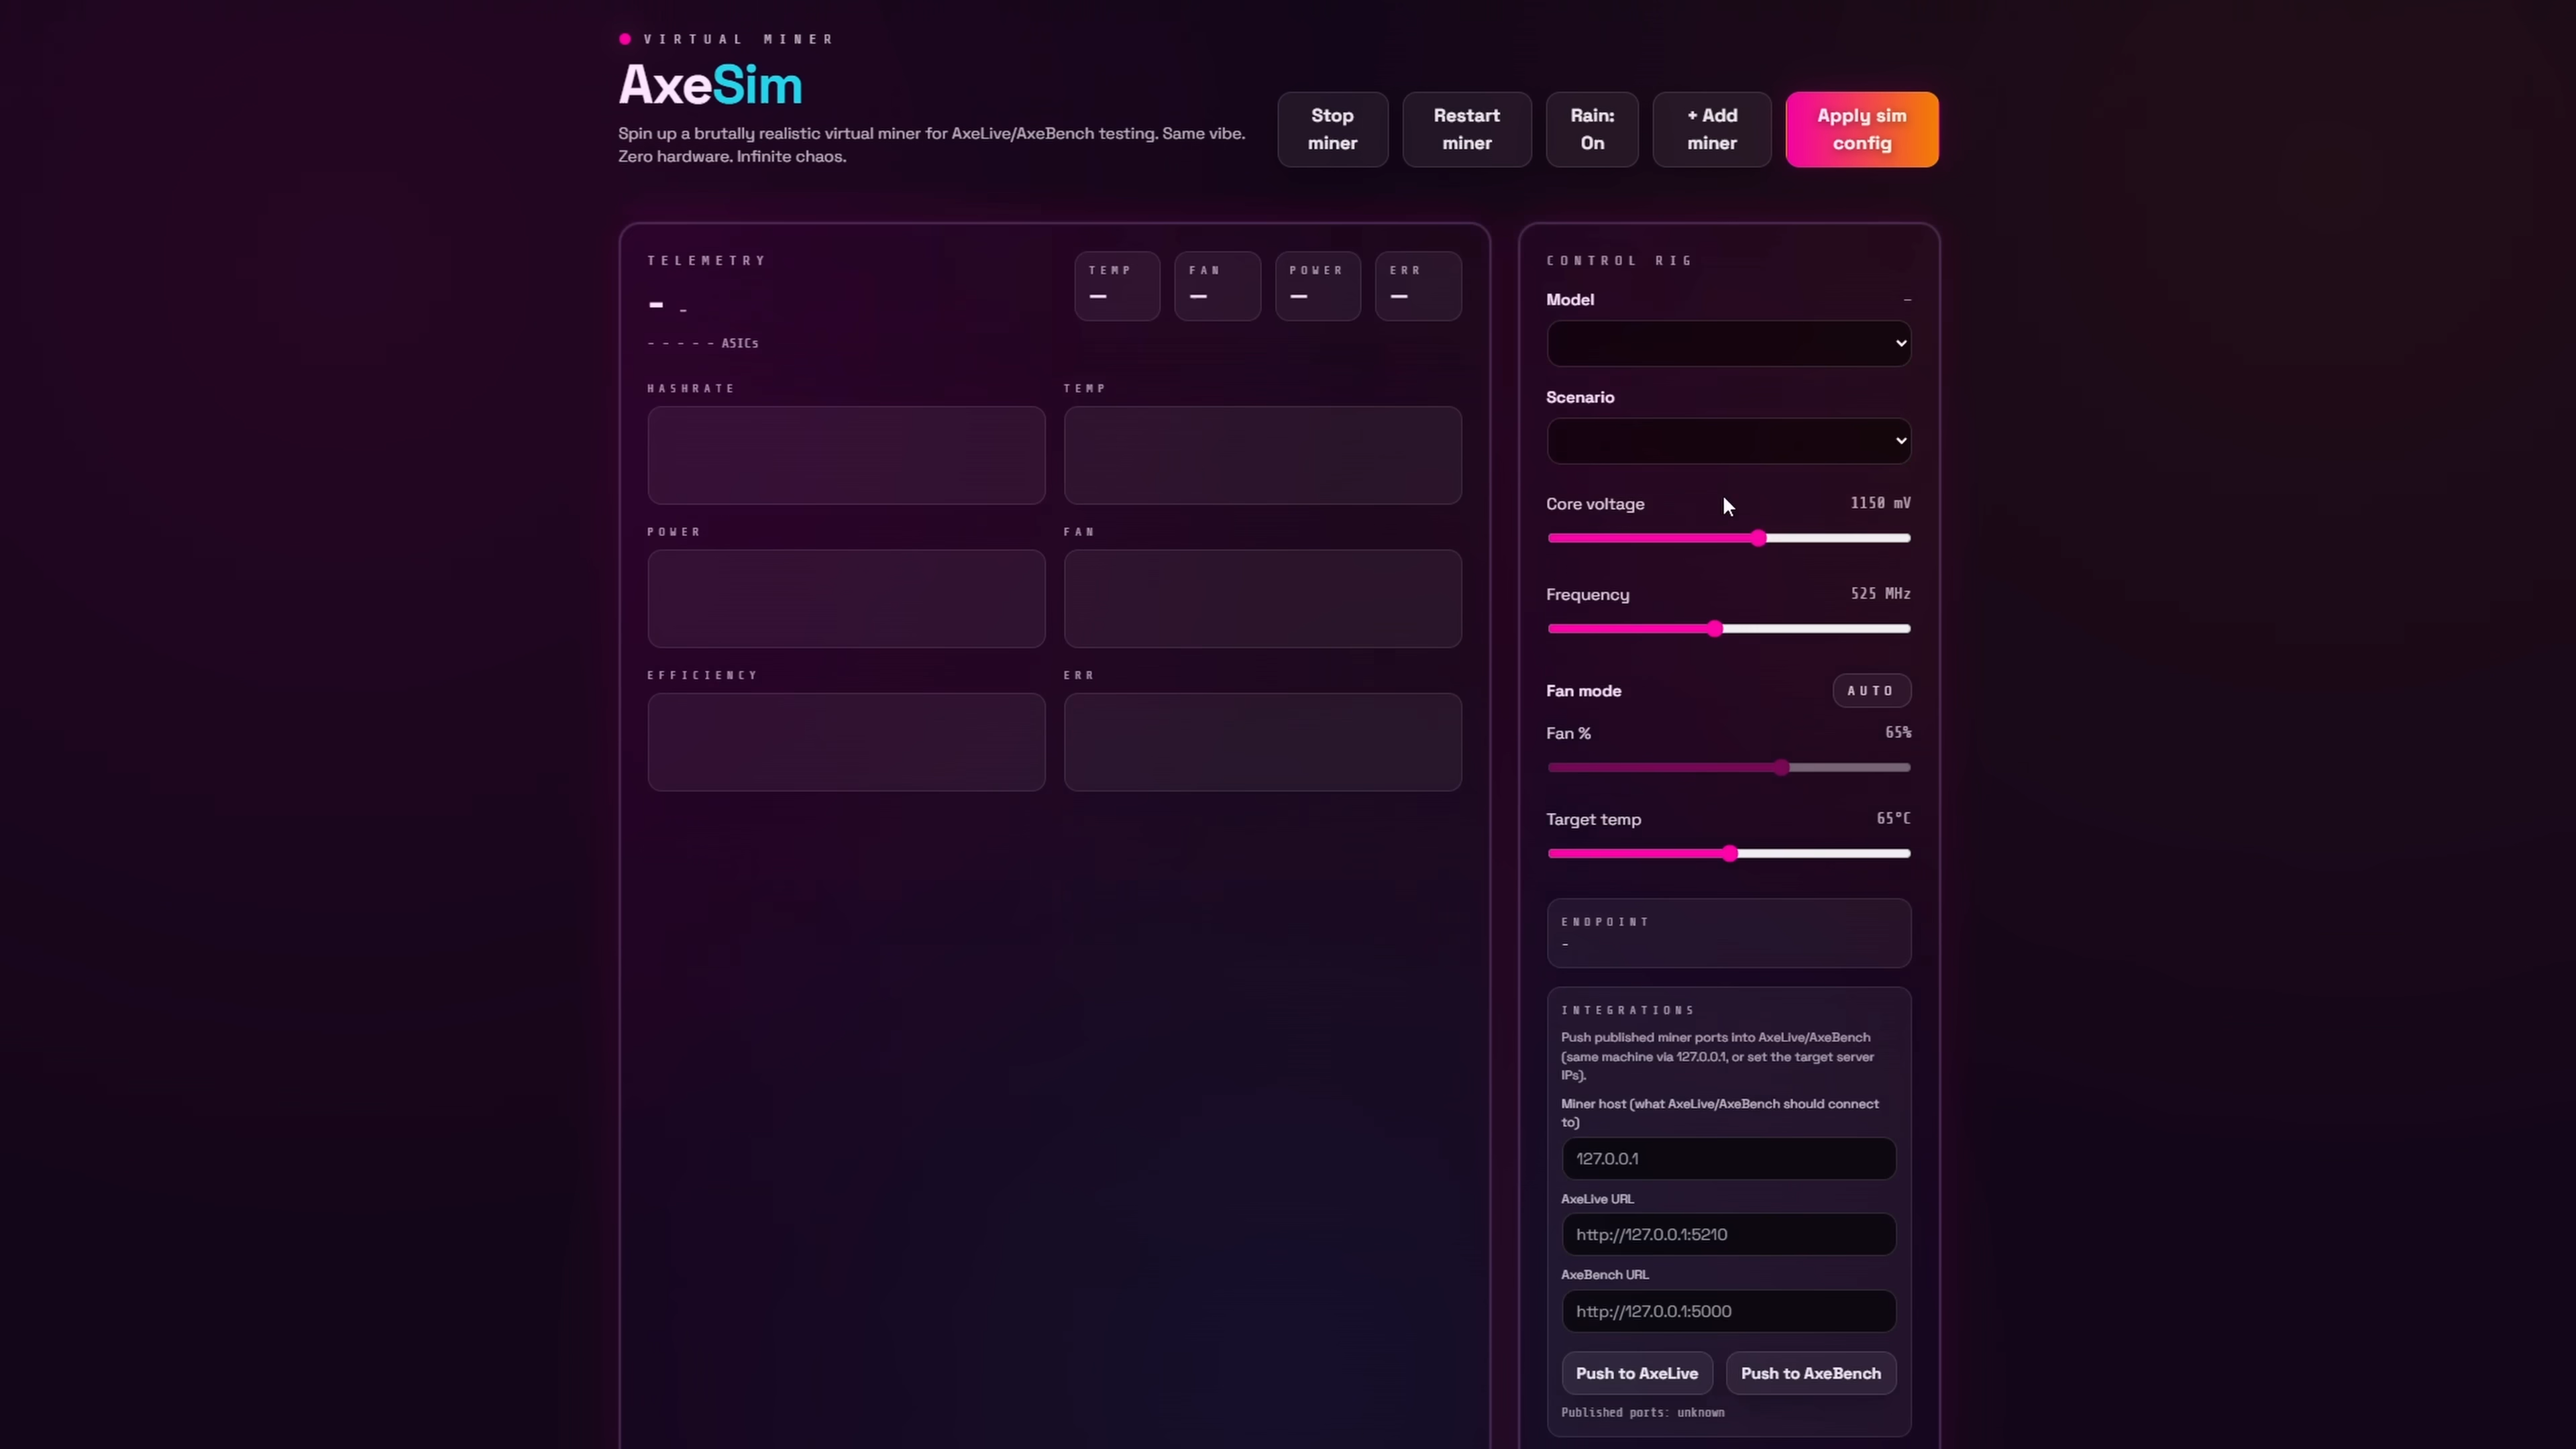 VIRTUAL MINER
AxeSim
Spin up a brutally realistic virtual miner for AxeLive/AxeBench testing. Same vibe.
Zero hardware. Infinite chaos.
Stop
miner
Restart
miner
Rain:
On
+ Add
miner
Apply sim
config
TELEMETRY
- -
- - - - - ASICs
TEMP
—
FAN
—
POWER
—
ERR
—
HASHRATE
TEMP
POWER
FAN
EFFICIENCY
ERR
CONTROL RIG
Model —
Scenario
Core voltage 1150 mV
Frequency 525 MHz
Fan mode AUTO
Fan % 65%
Target temp 65°C
ENDPOINT
-
INTEGRATIONS
Push published miner ports into AxeLive/AxeBench
(same machine via 127.0.0.1, or set the target server
IPs).
Miner host (what AxeLive/AxeBench should connect
to)
127.0.0.1
AxeLive URL
http://127.0.0.1:5210
AxeBench URL
http://127.0.0.1:5000
Push to AxeLive
Push to AxeBench
Published ports: unknown